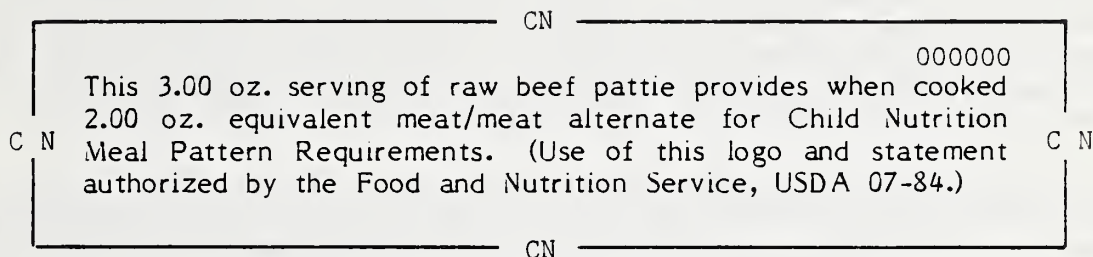 CN
000000
This 3.00 oz. serving of raw beef pattie provides when cooked
C N 2.00 oz. equivalent meat/meat alternate for Child Nutrition C N
Meal Pattern Requirements. (Use of this logo and statement
authorized by the Food and Nutrition Service, USDA 07-84.)
CN